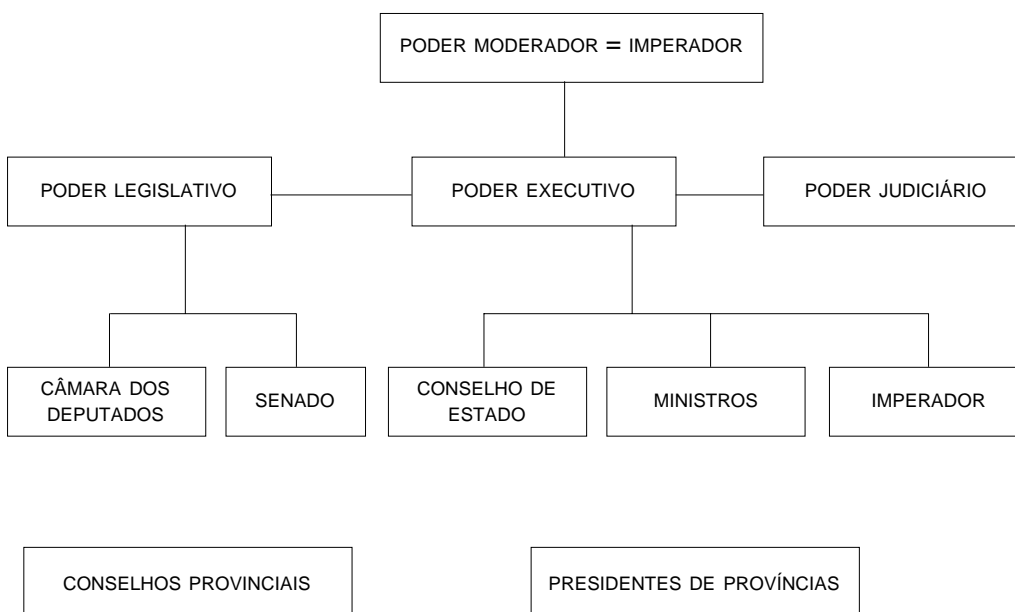 PODER MODERADOR = IMPERADOR
PODER LEGISLATIVO
PODER EXECUTIVO
PODER JUDICIÁRIO
CÂMARA DOS
DEPUTADOS
SENADO
CONSELHO DE
ESTADO
MINISTROS
IMPERADOR
CONSELHOS PROVINCIAIS
PRESIDENTES DE PROVÍNCIAS